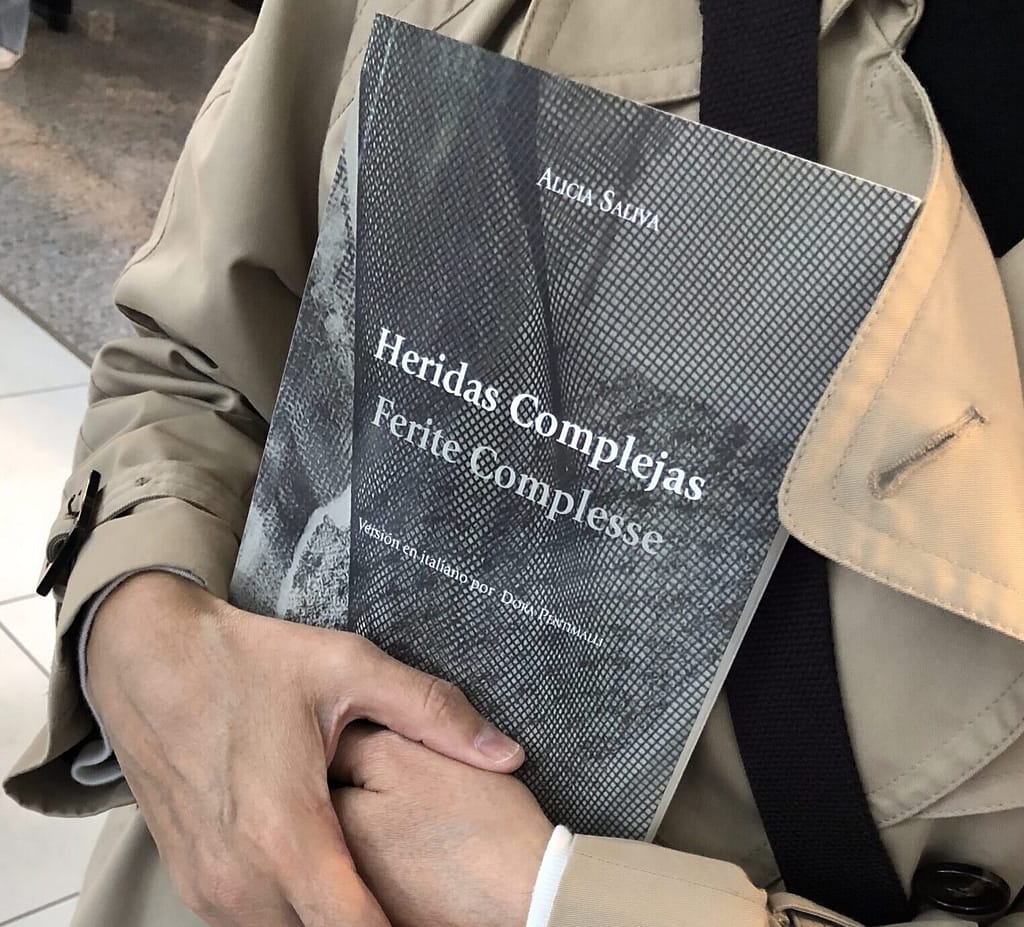 Alicia Saliva
Heridas Complejas
Ferite Complesse
Versión en italiano por Dora Pentimalli